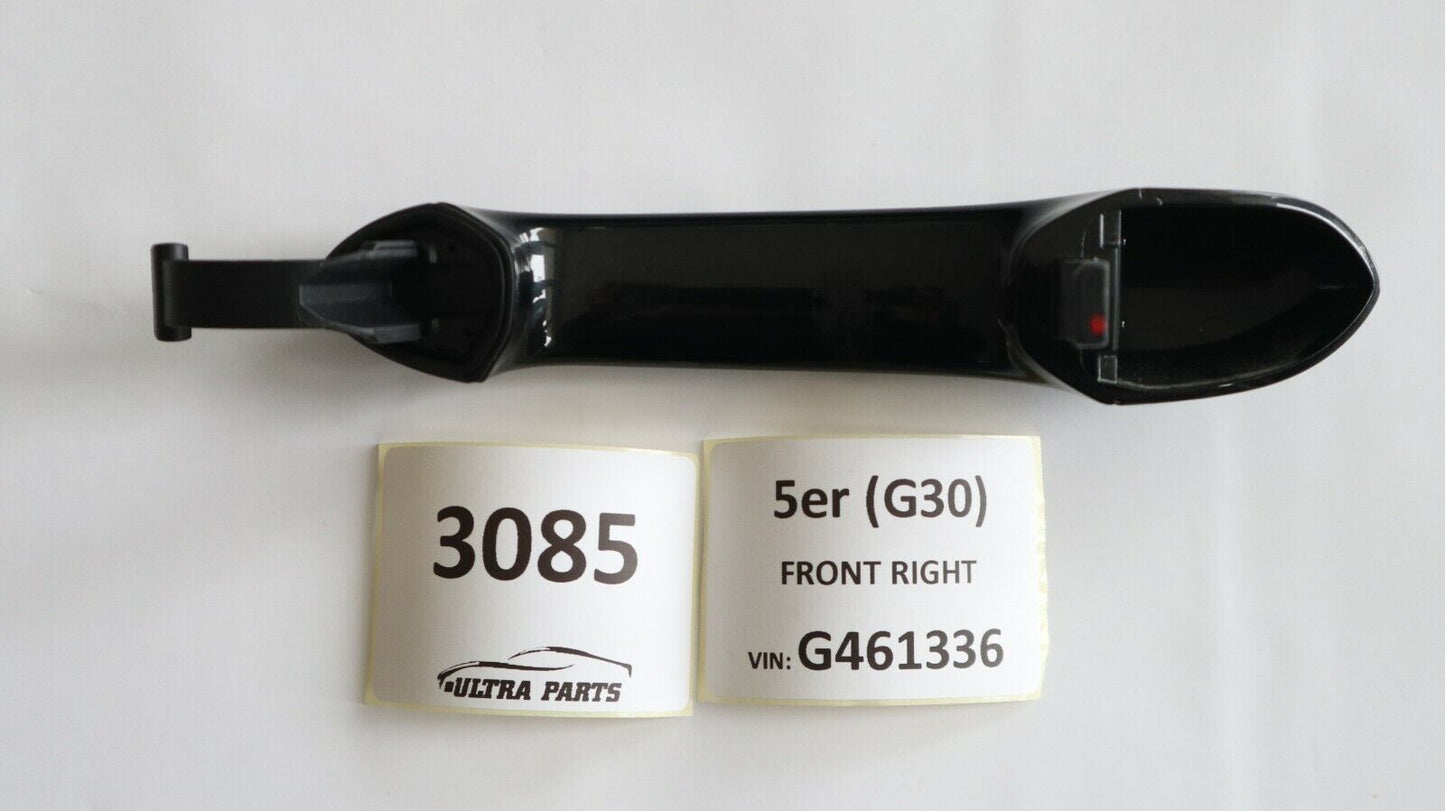 3085
ULTRA PARTS
5er (G30)
FRONT RIGHT
VIN: G461336